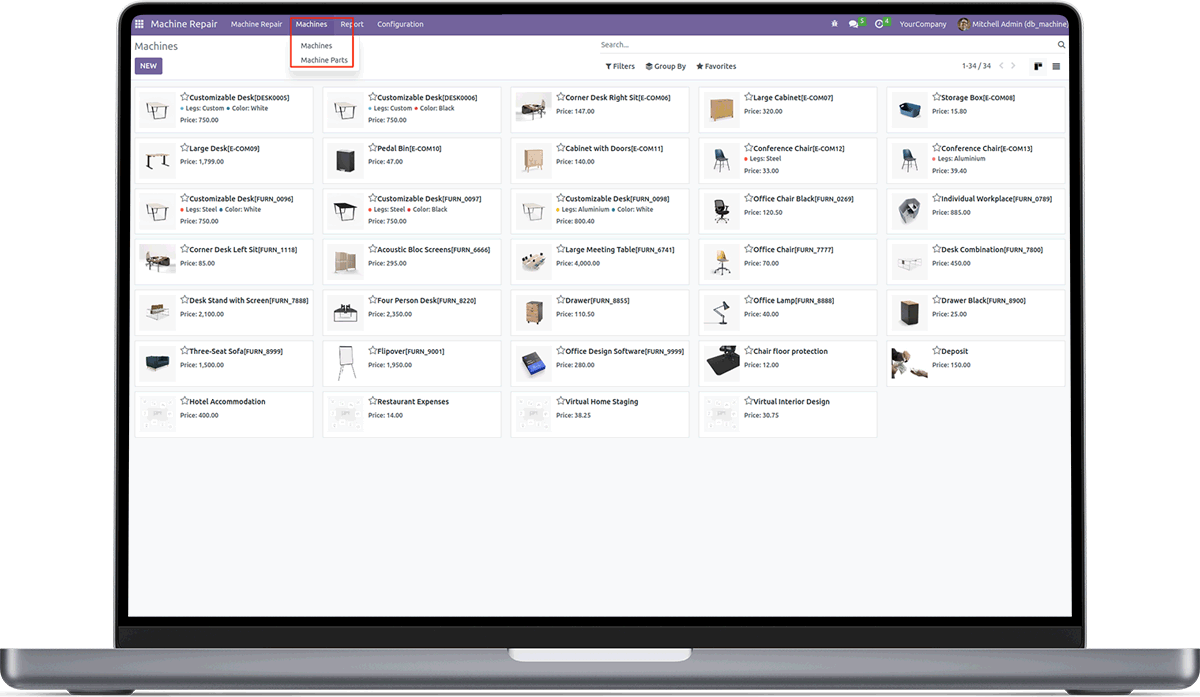 Machine Repair Machine Repair Machines Report Configuration 5 4 YourCompany Mitchell Admin (db_machine)
Machines Search...
Machines
Machine Parts
NEW Filters Group By Favorites 1-34 / 34
Customizable Desk[DESK0005]
Legs: Custom Color: White
Price: 750.00
Customizable Desk[DESK0006]
Legs: Custom Color: Black
Price: 750.00
Corner Desk Right Sit[E-COM06]
Price: 147.00
Large Cabinet[E-COM07]
Price: 320.00
Storage Box[E-COM08]
Price: 15.80
Large Desk[E-COM09]
Price: 1,799.00
Pedal Bin[E-COM10]
Price: 47.00
Cabinet with Doors[E-COM11]
Price: 140.00
Conference Chair[E-COM12]
Legs: Steel
Price: 33.00
Conference Chair[E-COM13]
Legs: Aluminium
Price: 39.40
Customizable Desk[FURN_0096]
Legs: Steel Color: White
Price: 750.00
Customizable Desk[FURN_0097]
Legs: Steel Color: Black
Price: 750.00
Customizable Desk[FURN_0098]
Legs: Aluminium Color: White
Price: 800.40
Office Chair Black[FURN_0269]
Price: 120.50
Individual Workplace[FURN_0789]
Price: 885.00
Corner Desk Left Sit[FURN_1118]
Price: 85.00
Acoustic Bloc Screens[FURN_6666]
Price: 295.00
Large Meeting Table[FURN_6741]
Price: 4,000.00
Office Chair[FURN_7777]
Price: 70.00
Desk Combination[FURN_7800]
Price: 450.00
Desk Stand with Screen[FURN_7888]
Price: 2,100.00
Four Person Desk[FURN_8220]
Price: 2,350.00
Drawer[FURN_8855]
Price: 110.50
Office Lamp[FURN_8888]
Price: 40.00
Drawer Black[FURN_8900]
Price: 25.00
Three-Seat Sofa[FURN_8999]
Price: 1,500.00
Flipover[FURN_9001]
Price: 1,950.00
Office Design Software[FURN_9999]
Price: 280.00
Chair floor protection
Price: 12.00
Deposit
Price: 150.00
Hotel Accommodation
Price: 400.00
Restaurant Expenses
Price: 14.00
Virtual Home Staging
Price: 38.25
Virtual Interior Design
Price: 30.75